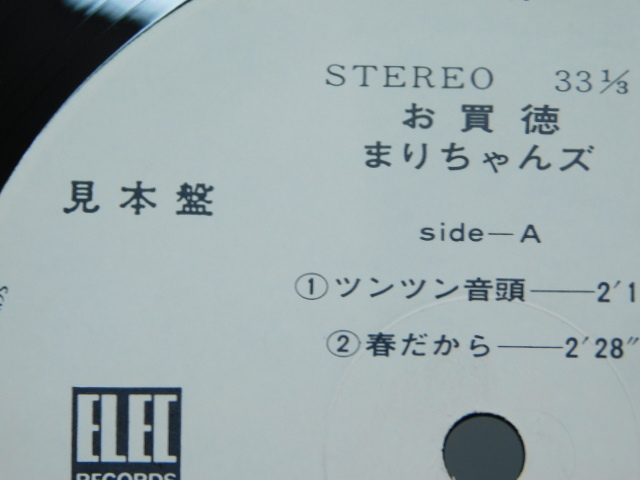 STEREO 33⅓
お買徳
まりちゃんズ
見本盤
side—A
①ツンツン音頭——2'1
②春だから——2'28"
ELEC
RECORDS